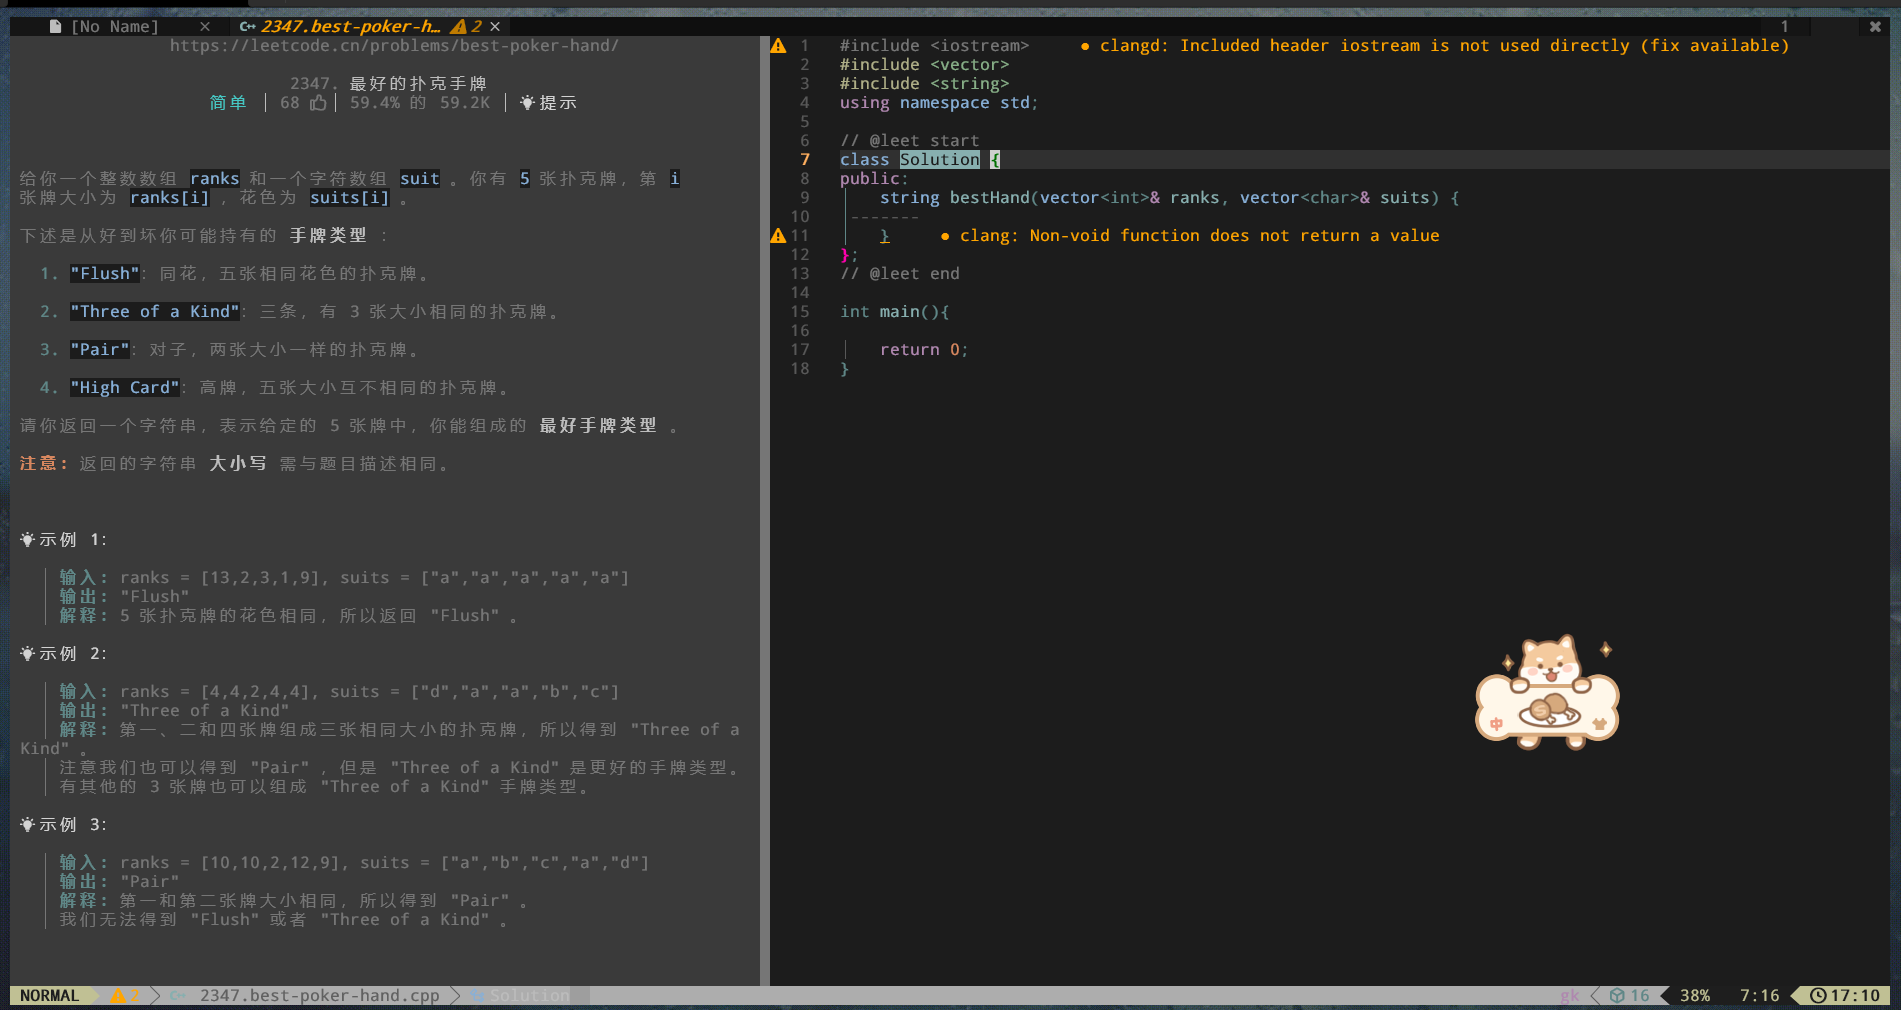 [No Name] × C++ 2347.best-poker-h… 2 × 1 ✖
https://leetcode.cn/problems/best-poker-hand/
2347. 最好的扑克手牌
简单 | 68 | 59.4% 的 59.2K | 提示
给你一个整数数组 ranks 和一个字符数组 suit 。你有 5 张扑克牌，第 i
张牌大小为 ranks[i] ，花色为 suits[i] 。
下述是从好到坏你可能持有的 手牌类型 ：
1. "Flush"：同花，五张相同花色的扑克牌。
2. "Three of a Kind"：三条，有 3 张大小相同的扑克牌。
3. "Pair"：对子，两张大小一样的扑克牌。
4. "High Card"：高牌，五张大小互不相同的扑克牌。
请你返回一个字符串，表示给定的 5 张牌中，你能组成的 最好手牌类型 。
注意：返回的字符串 大小写 需与题目描述相同。
示例 1：
输入：ranks = [13,2,3,1,9], suits = ["a","a","a","a","a"]
输出："Flush"
解释：5 张扑克牌的花色相同，所以返回 "Flush" 。
示例 2：
输入：ranks = [4,4,2,4,4], suits = ["d","a","a","b","c"]
输出："Three of a Kind"
解释：第一、二和四张牌组成三张相同大小的扑克牌，所以得到 "Three of a
Kind" 。
注意我们也可以得到 "Pair" ，但是 "Three of a Kind" 是更好的手牌类型。
有其他的 3 张牌也可以组成 "Three of a Kind" 手牌类型。
示例 3：
输入：ranks = [10,10,2,12,9], suits = ["a","b","c","a","d"]
输出："Pair"
解释：第一和第二张牌大小相同，所以得到 "Pair" 。
我们无法得到 "Flush" 或者 "Three of a Kind" 。
1 #include <iostream> ● clangd: Included header iostream is not used directly (fix available)
2 #include <vector>
3 #include <string>
4 using namespace std;
5
6 // @leet start
7 class Solution {
8 public:
9 string bestHand(vector<int>& ranks, vector<char>& suits) {
10 -------
11 } ● clang: Non-void function does not return a value
12 };
13 // @leet end
14
15 int main(){
16
17 return 0;
18 }
中
NORMAL 2 C++ 2347.best-poker-hand.cpp Solution gk 16 38% 7:16 17:10